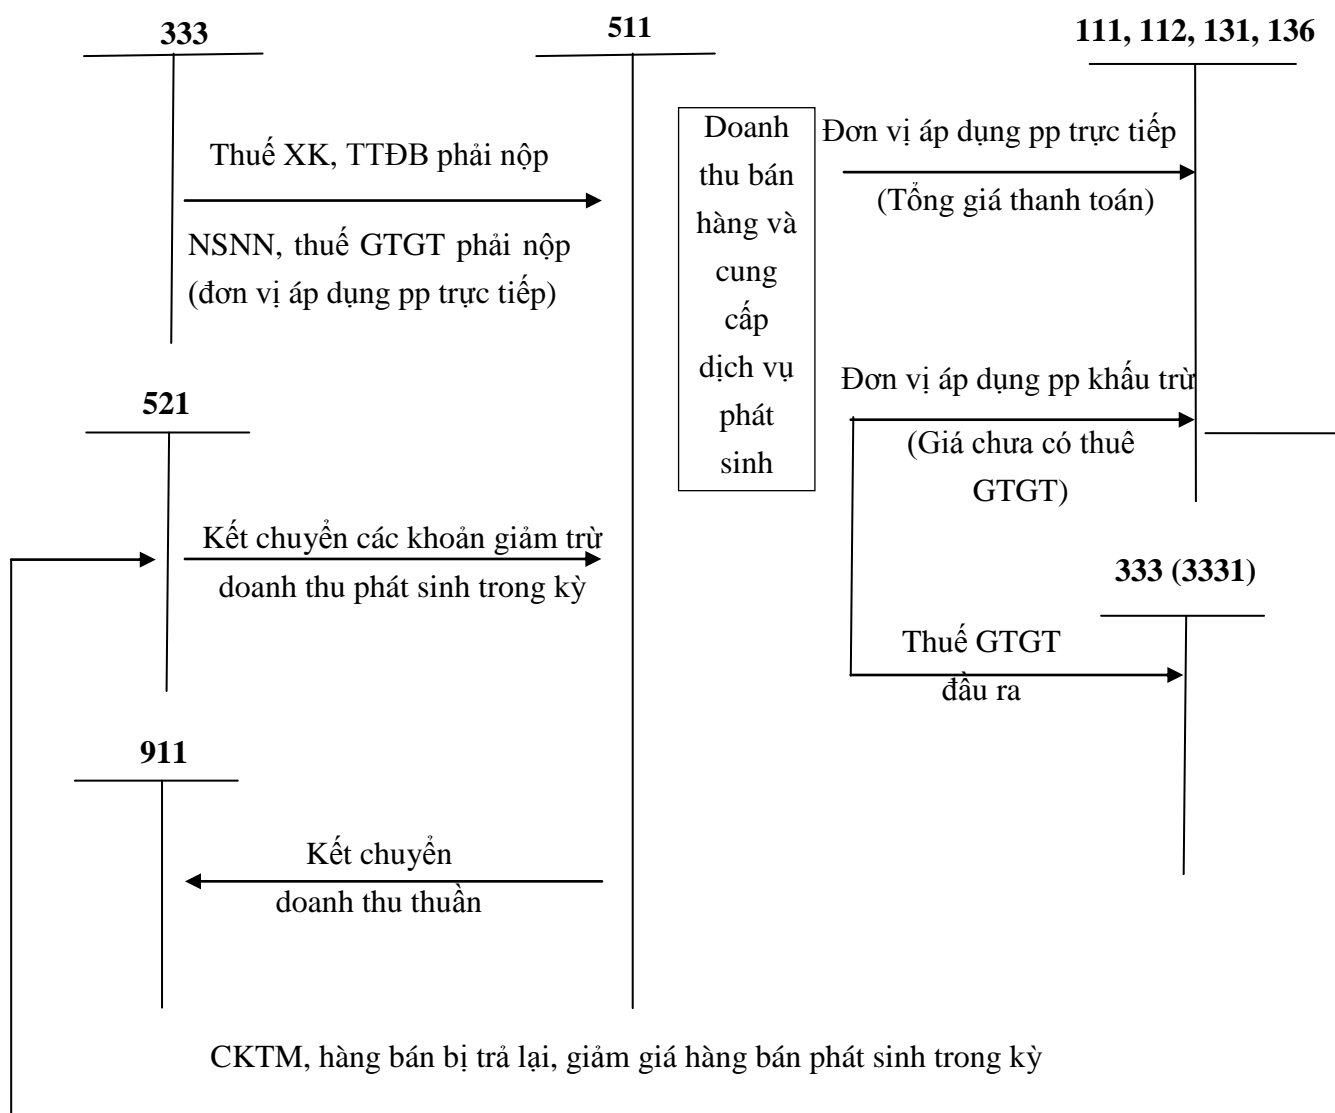 333
511
111, 112, 131, 136
Thuế XK, TTĐB phải nộp
NSNN, thuế GTGT phải nộp
(đơn vị áp dụng pp trực tiếp)
Doanh
thu bán
hàng và
cung
cấp
dịch vụ
phát
sinh
Đơn vị áp dụng pp trực tiếp
(Tổng giá thanh toán)
Đơn vị áp dụng pp khấu trừ
(Giá chưa có thuê
GTGT)
521
Kết chuyển các khoản giảm trừ
doanh thu phát sinh trong kỳ
333 (3331)
Thuế GTGT
đầu ra
911
Kết chuyển
doanh thu thuần
CKTM, hàng bán bị trả lại, giảm giá hàng bán phát sinh trong kỳ